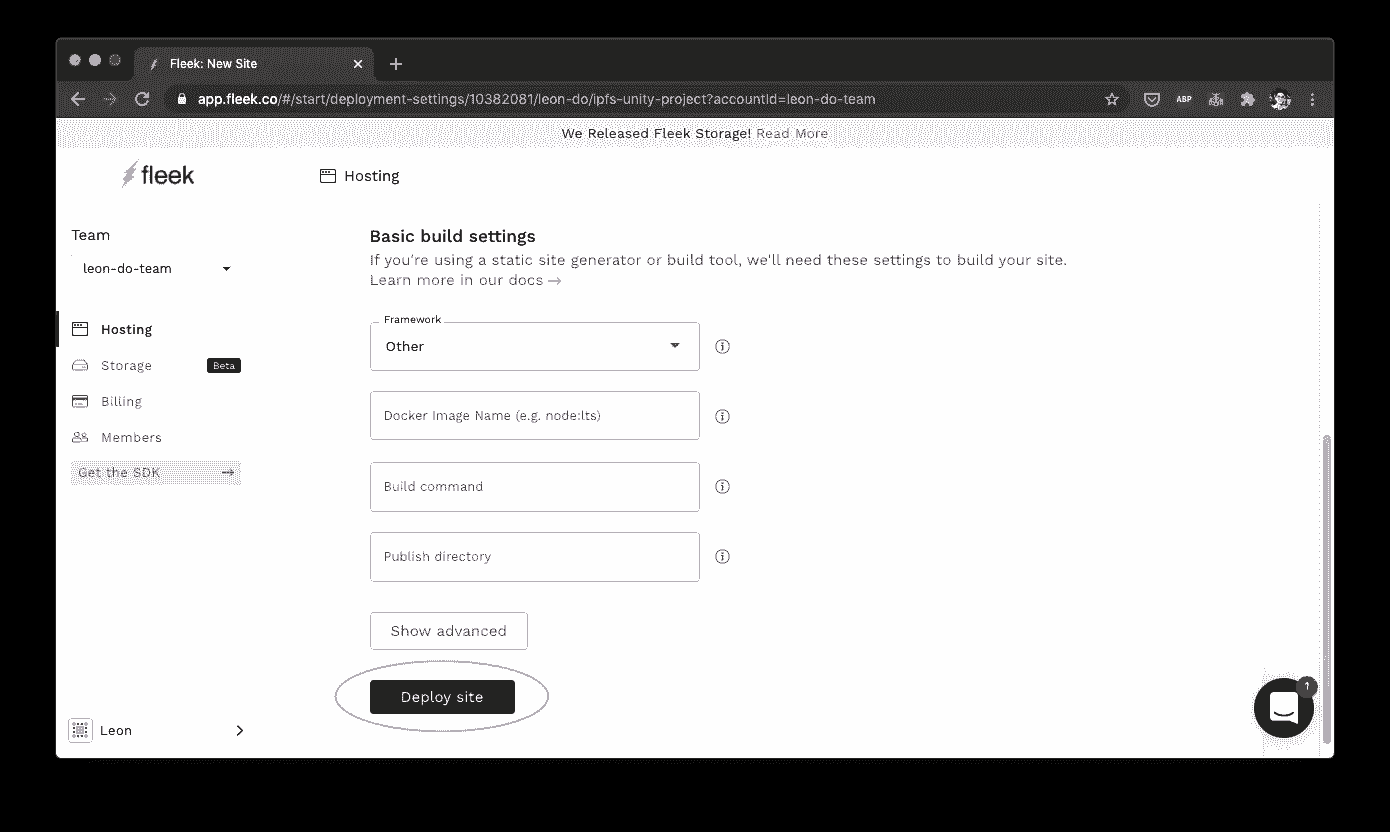 Fleek: New Site
app.fleek.co/#/start/deployment-settings/10382081/leon-do/ipfs-unity-project?accountId=leon-do-team
ABP
We Released Fleek Storage! Read More
fleek
Hosting
Team
leon-do-team
Hosting
Storage
Beta
Billing
Members
Get the SDK →
Leon
Basic build settings
If you're using a static site generator or build tool, we'll need these settings to build your site.
Learn more in our docs →
Framework
Other
Docker Image Name (e.g. node:lts)
Build command
Publish directory
Show advanced
Deploy site
1